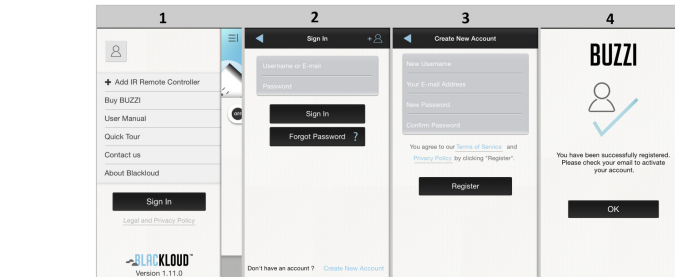 1
+ Add IR Remote Controller
Buy BUZZI
User Manual
Quick Tour
Contact us
About Blackloud
Sign In
Legal and Privacy Policy
BLACKLOUD™
Version 1.11.0
OFF
2
Sign In
Username or E-mail
Password
Sign In
Forgot Password ?
Don't have an account ? Create New Account
3
Create New Account
New Username
Your E-mail Address
New Password
Confirm Password
You agree to our Terms of Service and
Privacy Policy by clicking "Register".
Register
4
BUZZI
You have been successfully registered.
Please check your email to activate
your account.
OK